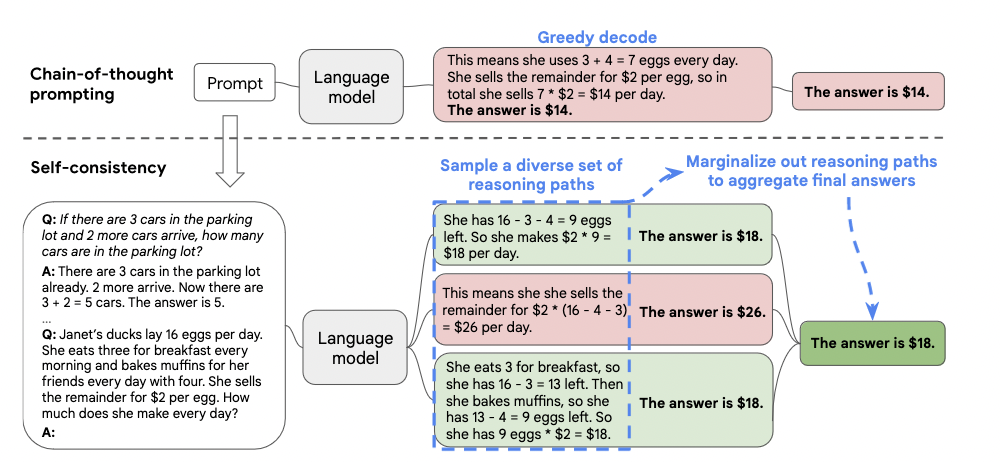 Greedy decode
Chain-of-thought
prompting
Prompt
Language
model
This means she uses 3 + 4 = 7 eggs every day.
She sells the remainder for $2 per egg, so in
total she sells 7 * $2 = $14 per day.
The answer is $14.
The answer is $14.
Self-consistency
Sample a diverse set of
reasoning paths
Marginalize out reasoning paths
to aggregate final answers
Q: If there are 3 cars in the parking
lot and 2 more cars arrive, how many
cars are in the parking lot?
A: There are 3 cars in the parking lot
already. 2 more arrive. Now there are
3 + 2 = 5 cars. The answer is 5.
...
Q: Janet's ducks lay 16 eggs per day.
She eats three for breakfast every
morning and bakes muffins for her
friends every day with four. She sells
the remainder for $2 per egg. How
much does she make every day?
A:
Language
model
She has 16 - 3 - 4 = 9 eggs
left. So she makes $2 * 9 =
$18 per day.
The answer is $18.
This means she she sells the
remainder for $2 * (16 - 4 - 3)
= $26 per day.
The answer is $26.
She eats 3 for breakfast, so
she has 16 - 3 = 13 left. Then
she bakes muffins, so she
has 13 - 4 = 9 eggs left. So
she has 9 eggs * $2 = $18.
The answer is $18.
The answer is $18.